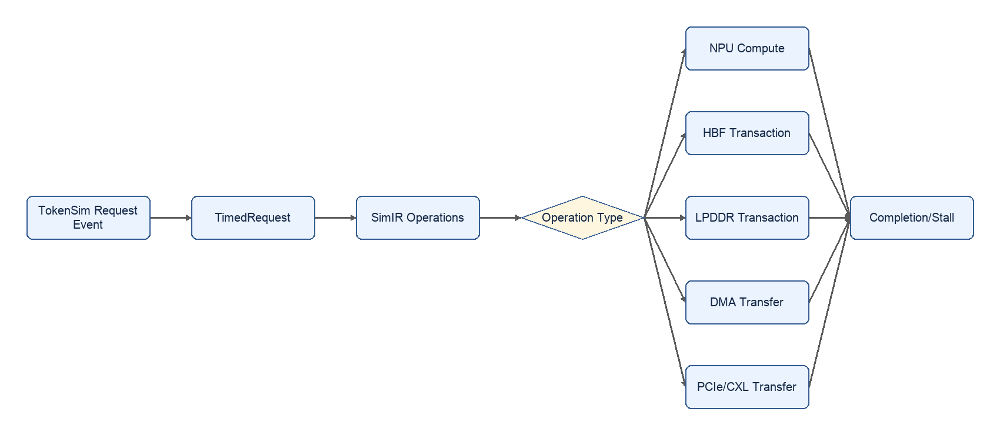 TokenSim Request
Event
TimedRequest
SimIR Operations
Operation Type
NPU Compute
HBF Transaction
LPDDR Transaction
DMA Transfer
PCIe/CXL Transfer
Completion/Stall